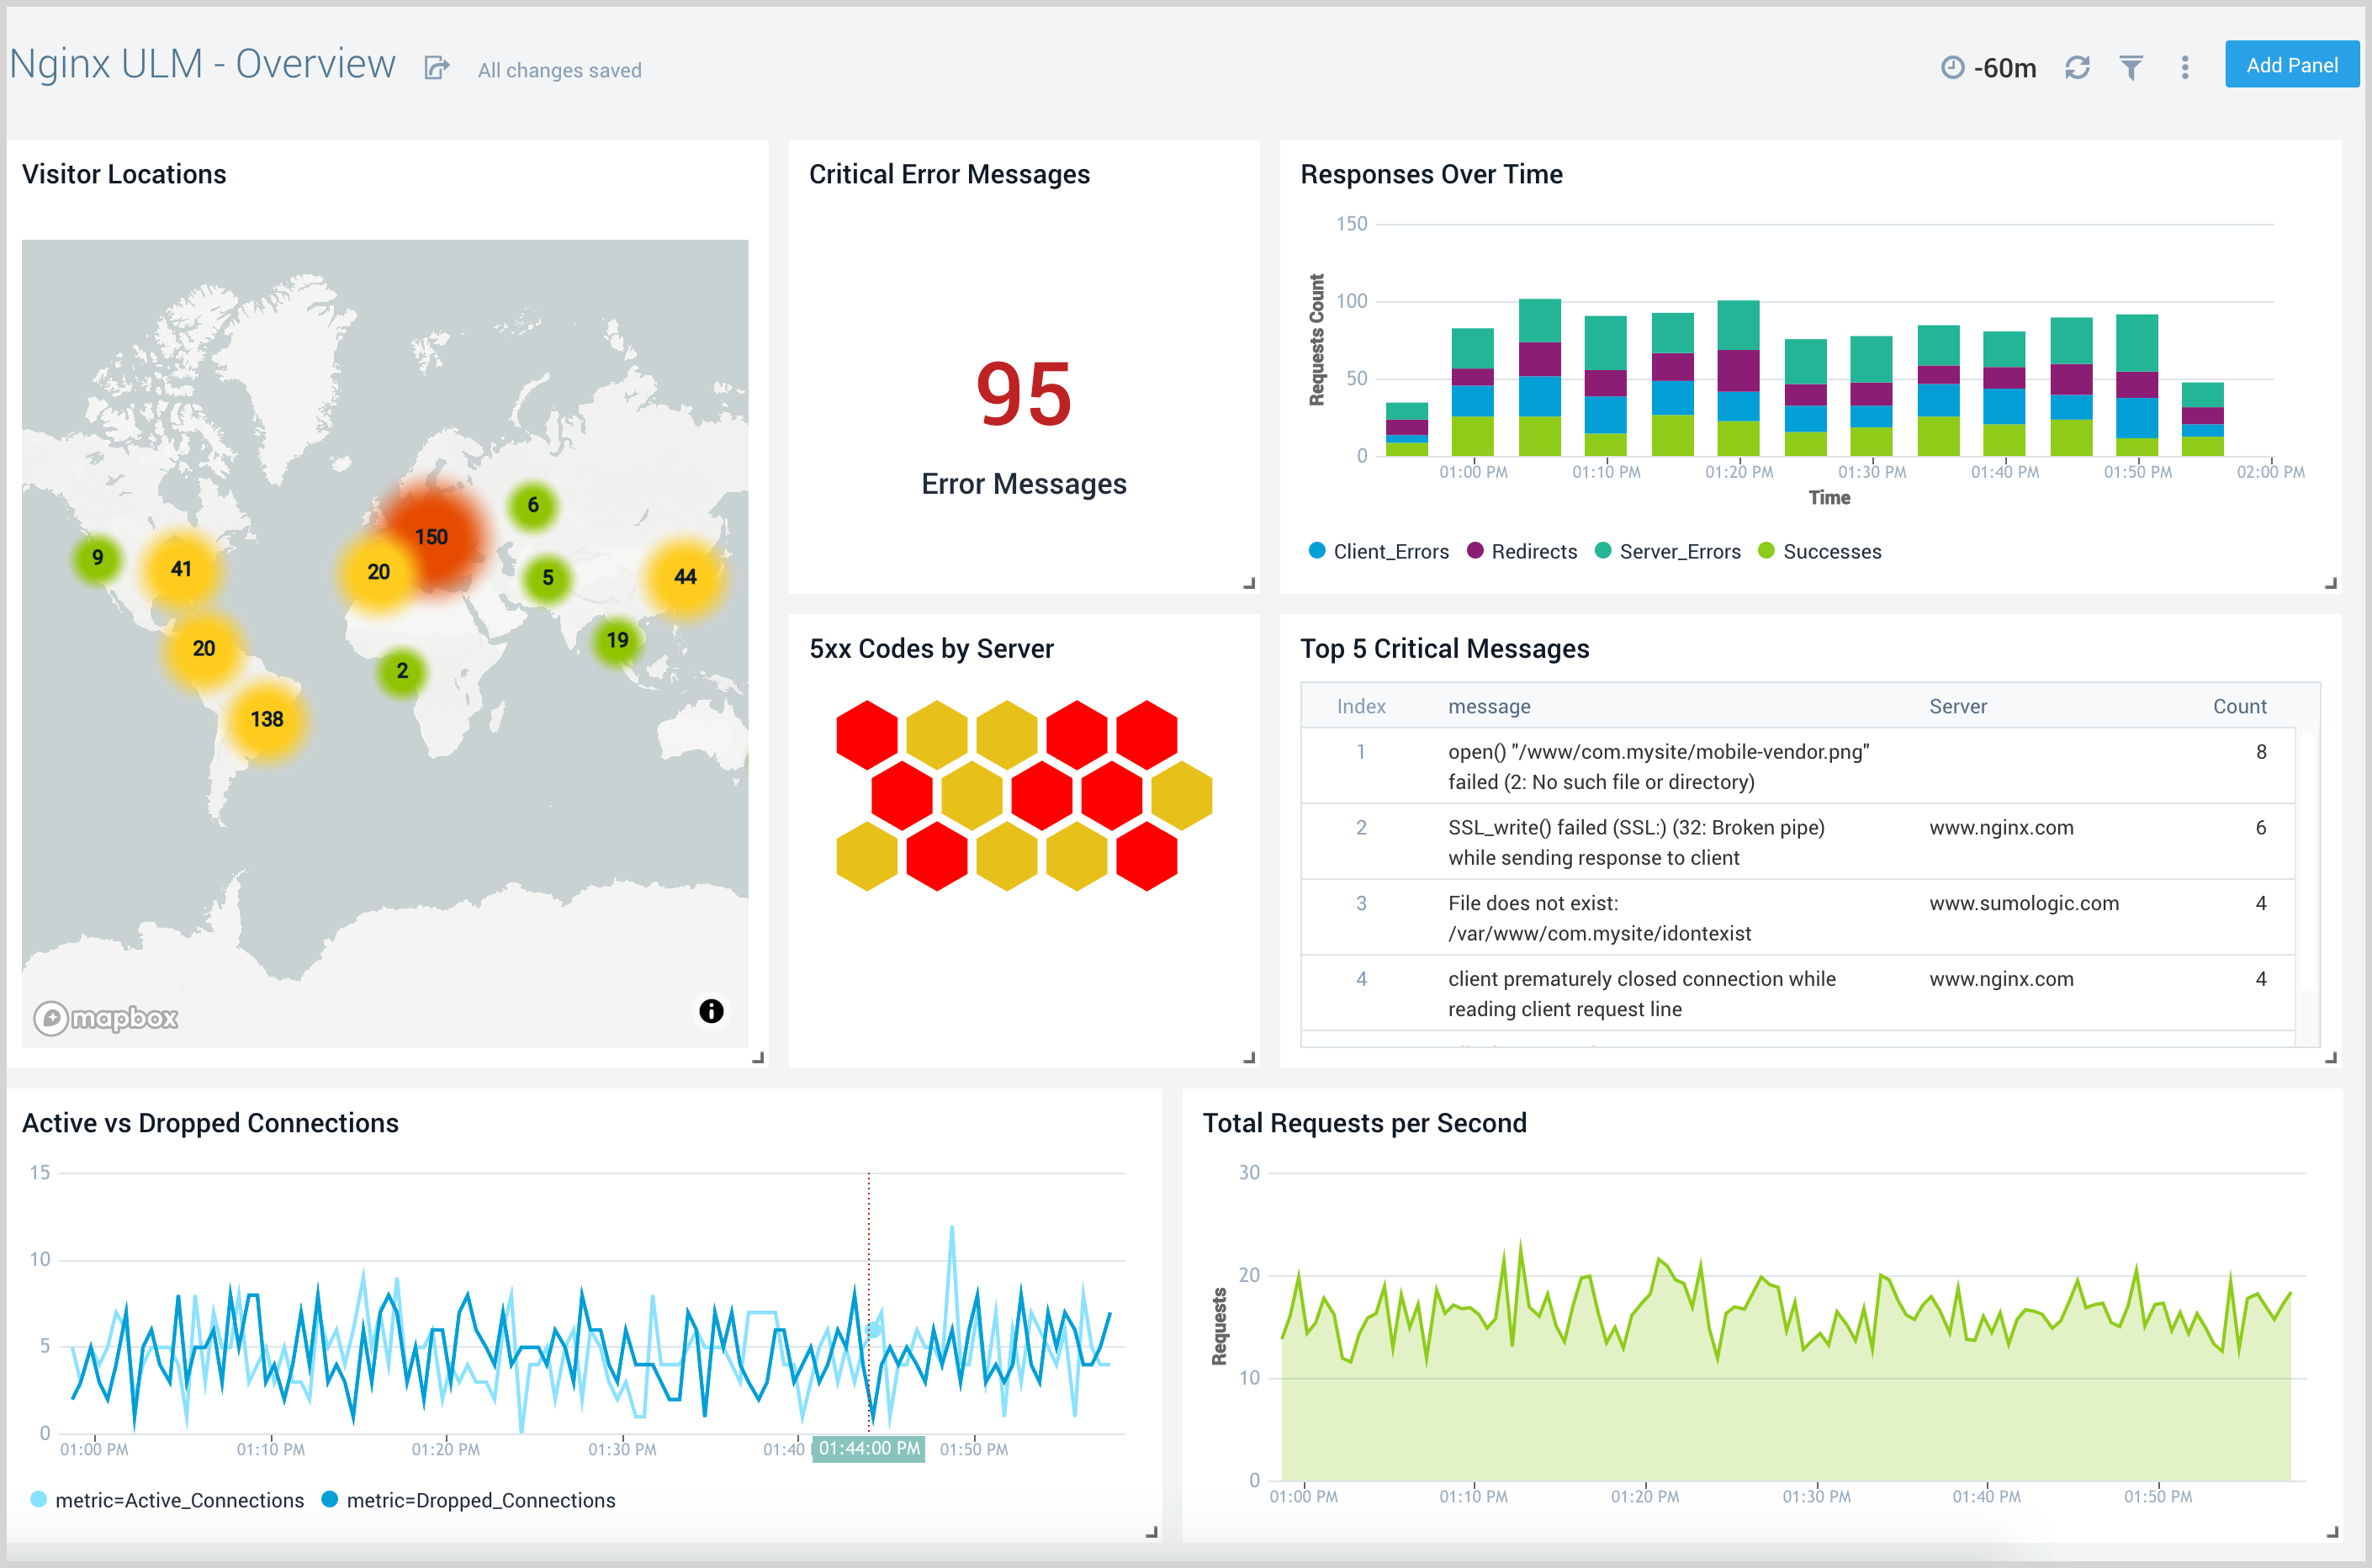 Nginx ULM - Overview
All changes saved
-60m
Add Panel
Visitor Locations
9
41
20
138
150
20
2
6
5
19
44
mapbox
Critical Error Messages
95
Error Messages
Responses Over Time
Requests Count
150
100
50
0
01:00 PM 01:10 PM 01:20 PM 01:30 PM 01:40 PM 01:50 PM 02:00 PM
Time
Client_Errors Redirects Server_Errors Successes
5xx Codes by Server
Top 5 Critical Messages
Index message Server Count
1 open() "/www/com.mysite/mobile-vendor.png" 8
failed (2: No such file or directory)
2 SSL_write() failed (SSL:) (32: Broken pipe) www.nginx.com 6
while sending response to client
3 File does not exist: www.sumologic.com 4
/var/www/com.mysite/idontexist
4 client prematurely closed connection while www.nginx.com 4
reading client request line
Active vs Dropped Connections
15
10
5
0
01:00 PM 01:10 PM 01:20 PM 01:30 PM 01:40 01:44:00 PM 01:50 PM
metric=Active_Connections metric=Dropped_Connections
Total Requests per Second
Requests
30
20
10
0
01:00 PM 01:10 PM 01:20 PM 01:30 PM 01:40 PM 01:50 PM